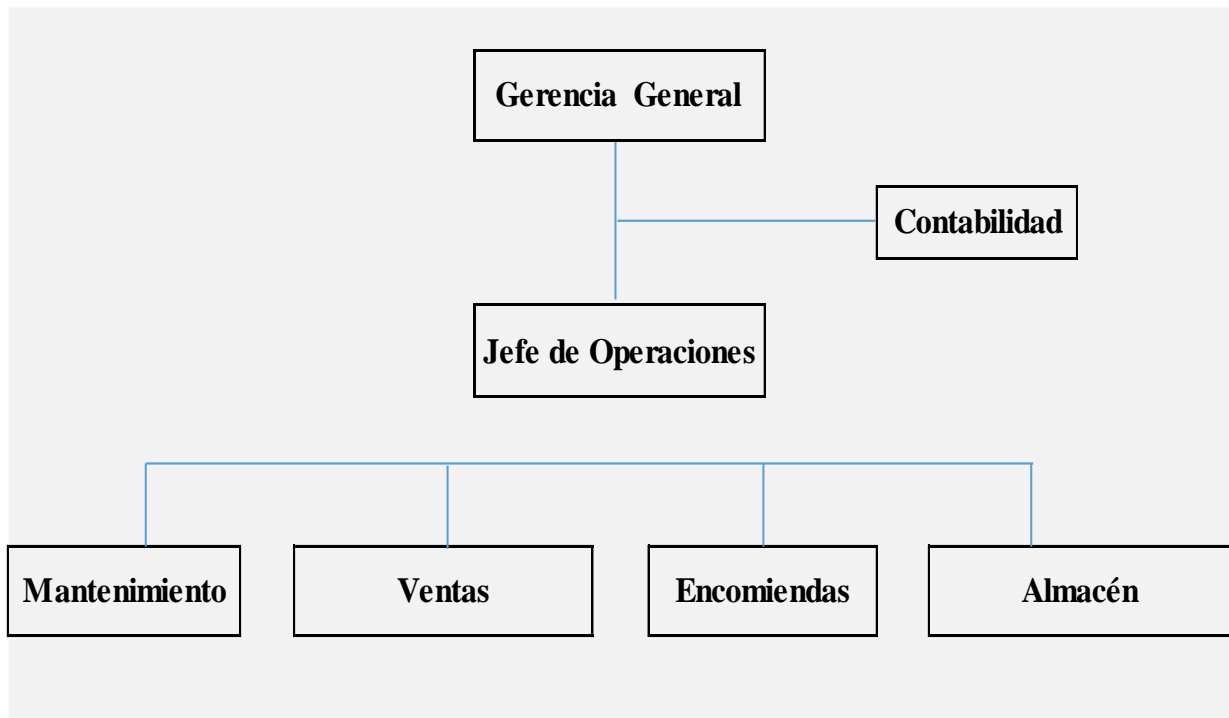 Gerencia General
Contabilidad
Jefe de Operaciones
Mantenimiento
Ventas
Encomiendas
Almacén